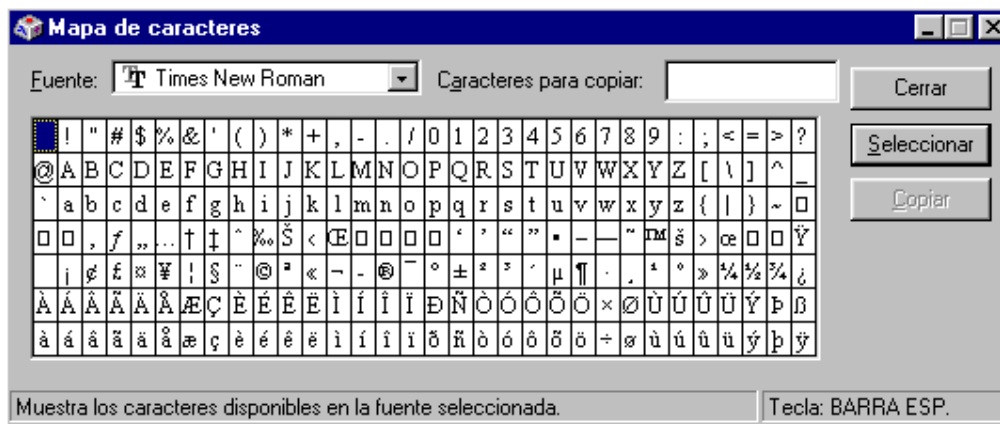 Mapa de caracteres
Fuente: Times New Roman Caracteres para copiar: Cerrar
! " # $ % & ' ( ) * + , - . / 0 1 2 3 4 5 6 7 8 9 : ; < = > ?
Seleccionar
@ A B C D E F G H I J K L M N O P Q R S T U V W X Y Z [ \ ] ^ _
` a b c d e f g h i j k l m n o p q r s t u v w x y z { | } ~ □
Copiar
□ □ ‚ ƒ „ … † ‡ ˆ ‰ Š ‹ Œ □ □ □ □ ‘ ’ “ ” • – — ˜ ™ š › œ □ □ Ÿ
¡ ¢ £ ¤ ¥ ¦ § ¨ © ª « ¬ - ® ¯ ° ± ² ³ ´ µ ¶ · ¸ ¹ º » ¼ ½ ¾ ¿
À Á Â Ã Ä Å Æ Ç È É Ê Ë Ì Í Î Ï Ð Ñ Ò Ó Ô Õ Ö × Ø Ù Ú Û Ü Ý Þ ß
à á â ã ä å æ ç è é ê ë ì í î ï ð ñ ò ó ô õ ö ÷ ø ù ú û ü ý þ ÿ
Muestra los caracteres disponibles en la fuente seleccionada. Tecla: BARRA ESP.